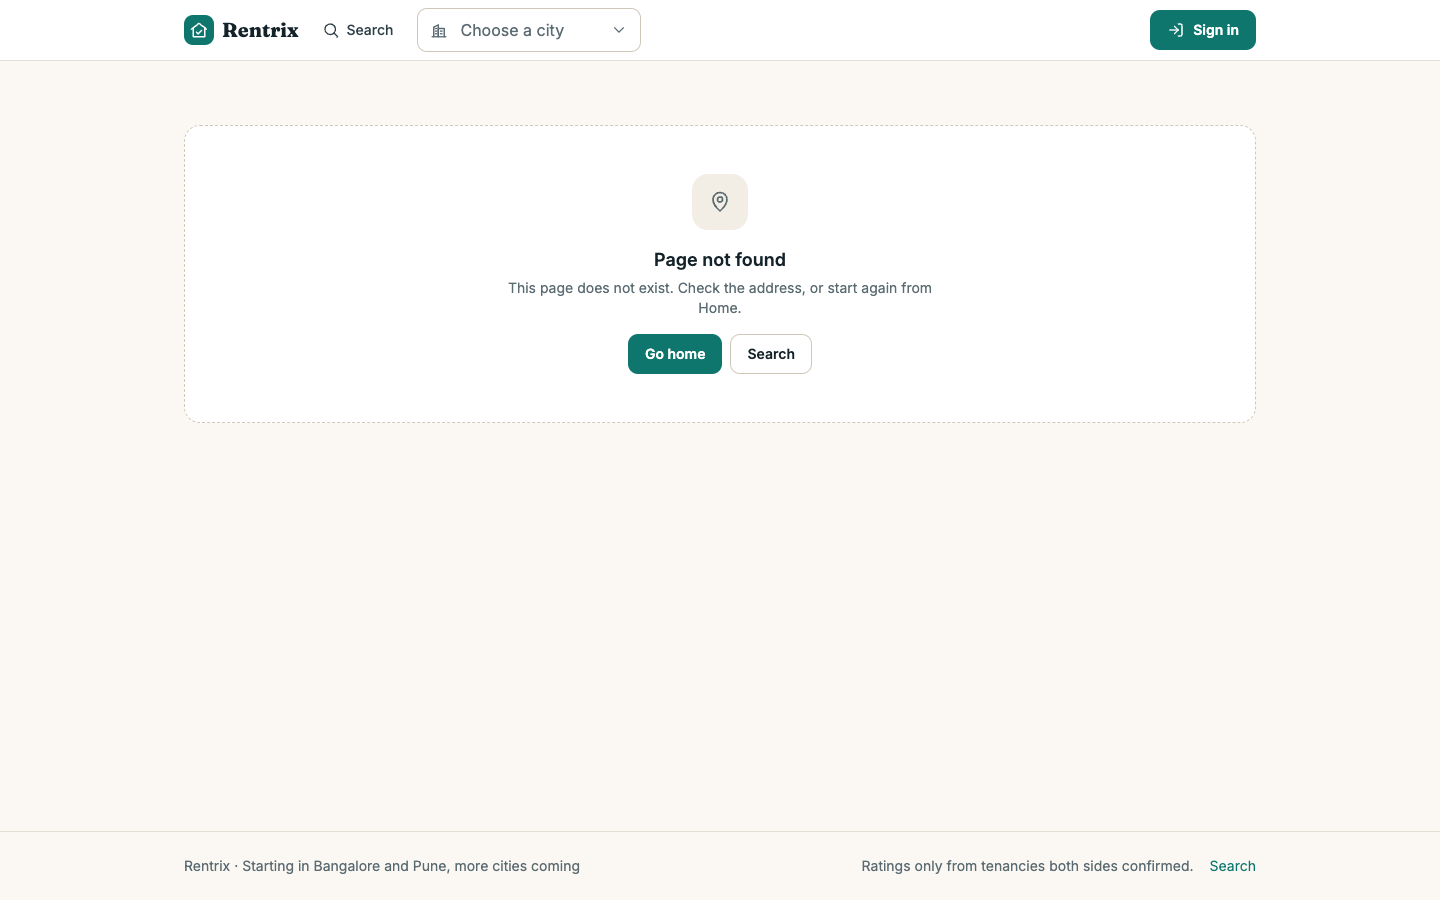 Rentrix
Search
Choose a city
Sign in
Page not found
This page does not exist. Check the address, or start again from
Home.
Go home
Search
Rentrix · Starting in Bangalore and Pune, more cities coming
Ratings only from tenancies both sides confirmed.
Search